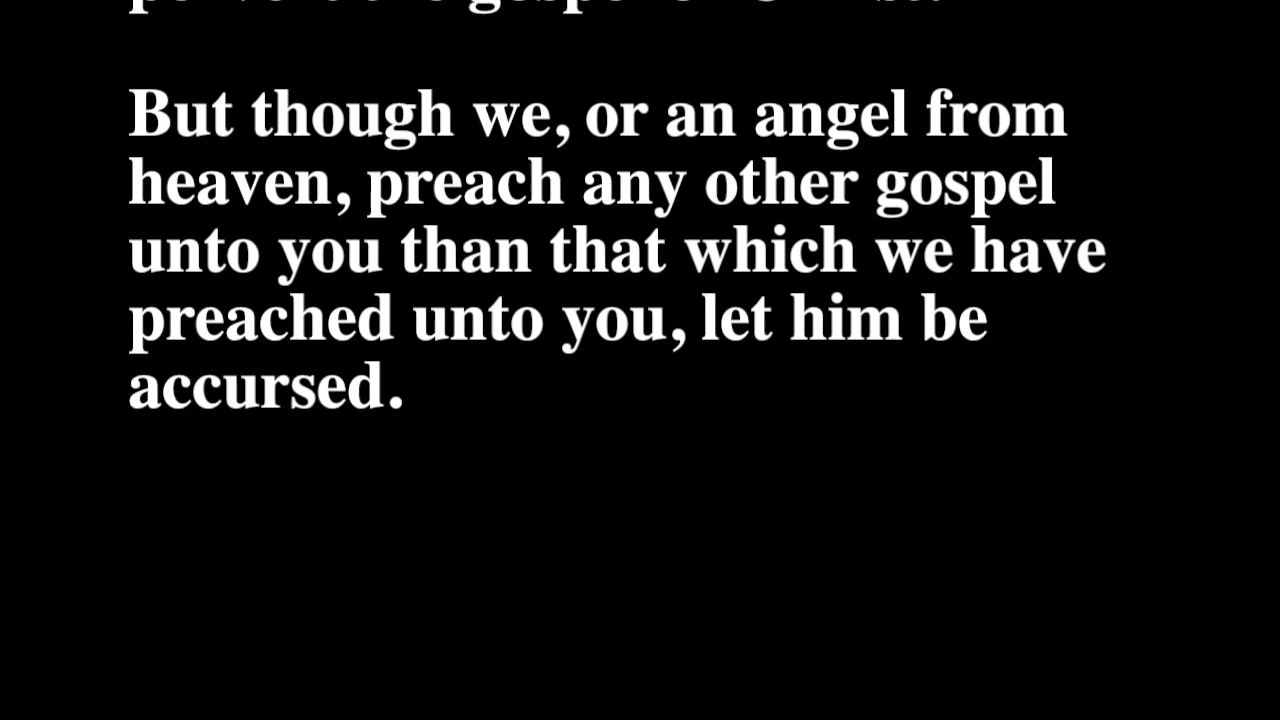 But though we, or an angel from
heaven, preach any other gospel
unto you than that which we have
preached unto you, let him be
accursed.